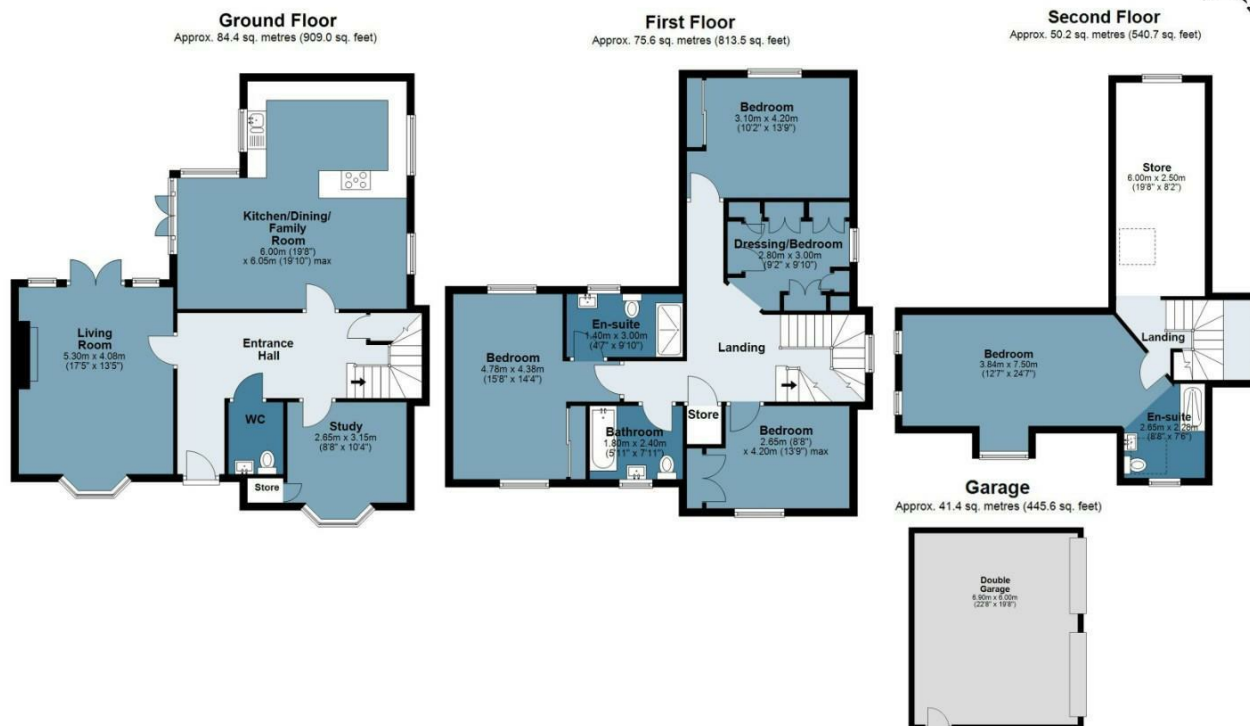 Ground Floor
Approx. 84.4 sq. metres (909.0 sq. feet)
Kitchen/Dining/
Family
Room
6.00m (19'8")
x 6.05m (19'10") max
Living
Room
5.30m x 4.08m
(17'5" x 13'5")
Entrance
Hall
WC
Study
2.65m x 3.15m
(8'8" x 10'4")
Store
First Floor
Approx. 75.6 sq. metres (813.5 sq. feet)
Bedroom
3.10m x 4.20m
(10'2" x 13'9")
Dressing/Bedroom
2.80m x 3.00m
(9'2" x 9'10")
En-suite
1.40m x 3.00m
(4'7" x 9'10")
Bedroom
4.78m x 4.38m
(15'8" x 14'4")
Landing
Store
Bathroom
1.80m x 2.40m
(5'11" x 7'11")
Bedroom
2.65m (8'8")
x 4.20m (13'9") max
Second Floor
Approx. 50.2 sq. metres (540.7 sq. feet)
Store
6.00m x 2.50m
(19'8" x 8'2")
Landing
Bedroom
3.84m x 7.50m
(12'7" x 24'7")
En-suite
2.65m x 2.28m
(8'8" x 7'6")
Garage
Approx. 41.4 sq. metres (445.6 sq. feet)
Double
Garage
6.90m x 6.00m
(22'8" x 19'8")